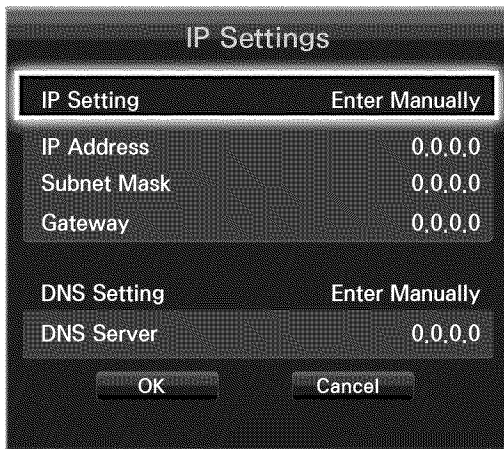 IP Settings
IP Setting Enter Manually
IP Address 0.0.0.0
Subnet Mask 0.0.0.0
Gateway 0.0.0.0
DNS Setting Enter Manually
DNS Server 0.0.0.0
OK Cancel